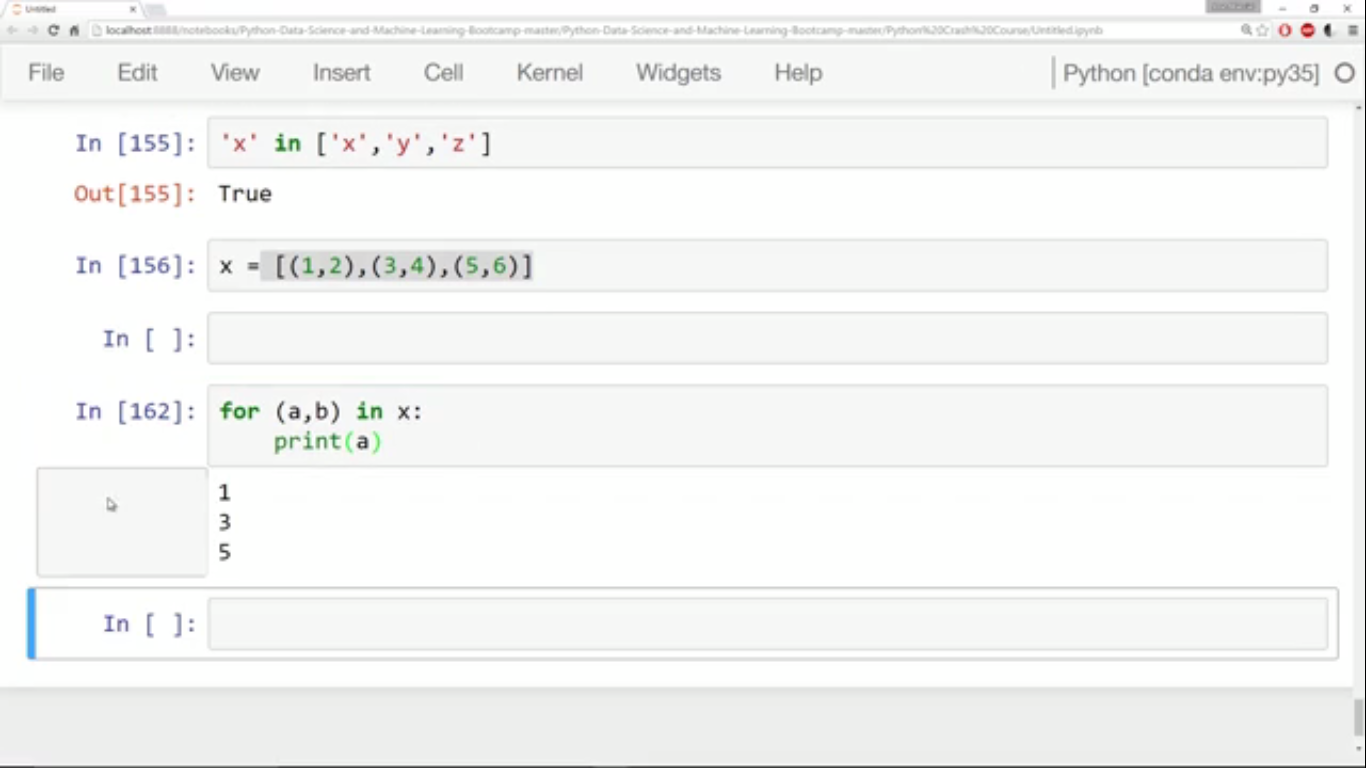 Untitled
localhost:8888/notebooks/Python-Data-Science-and-Machine-Learning-Bootcamp-master/Python-Data-Science-and-Machine-Learning-Bootcamp-master/Python%20Crash%20Course/Untitled.ipynb
File Edit View Insert Cell Kernel Widgets Help Python [conda env:py35]
In [155]: 'x' in ['x','y','z']
Out[155]: True
In [156]: x = [(1,2),(3,4),(5,6)]
In [ ]:
In [162]: for (a,b) in x:
print(a)
1
3
5
In [ ]: